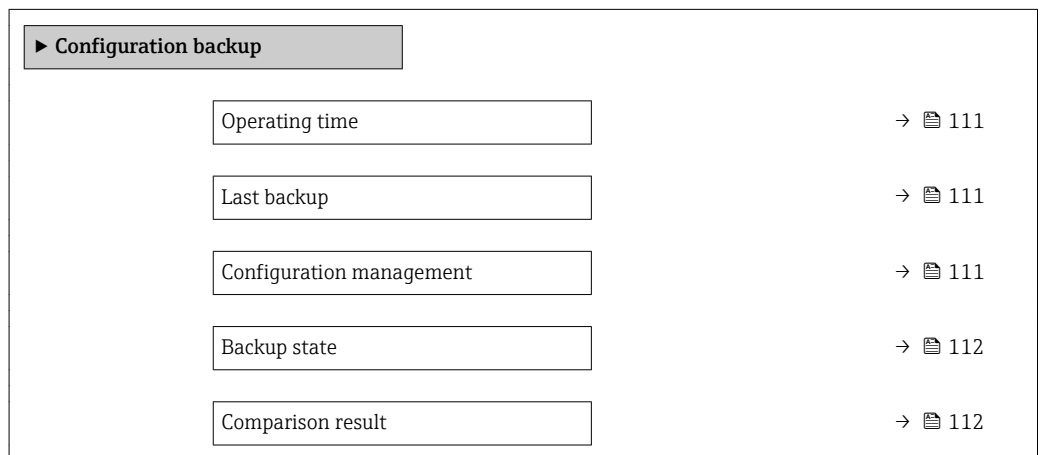 ▶ Configuration backup
Operating time → 🖺 111
Last backup → 🖺 111
Configuration management → 🖺 111
Backup state → 🖺 112
Comparison result → 🖺 112